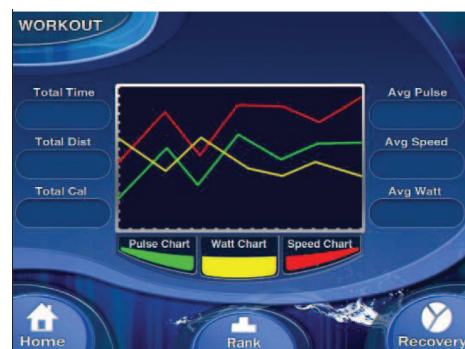 WORKOUT
Total Time
Avg Pulse
Total Dist
Avg Speed
Total Cal
Avg Watt
Pulse Chart
Watt Chart
Speed Chart
Home
Rank
Recovery